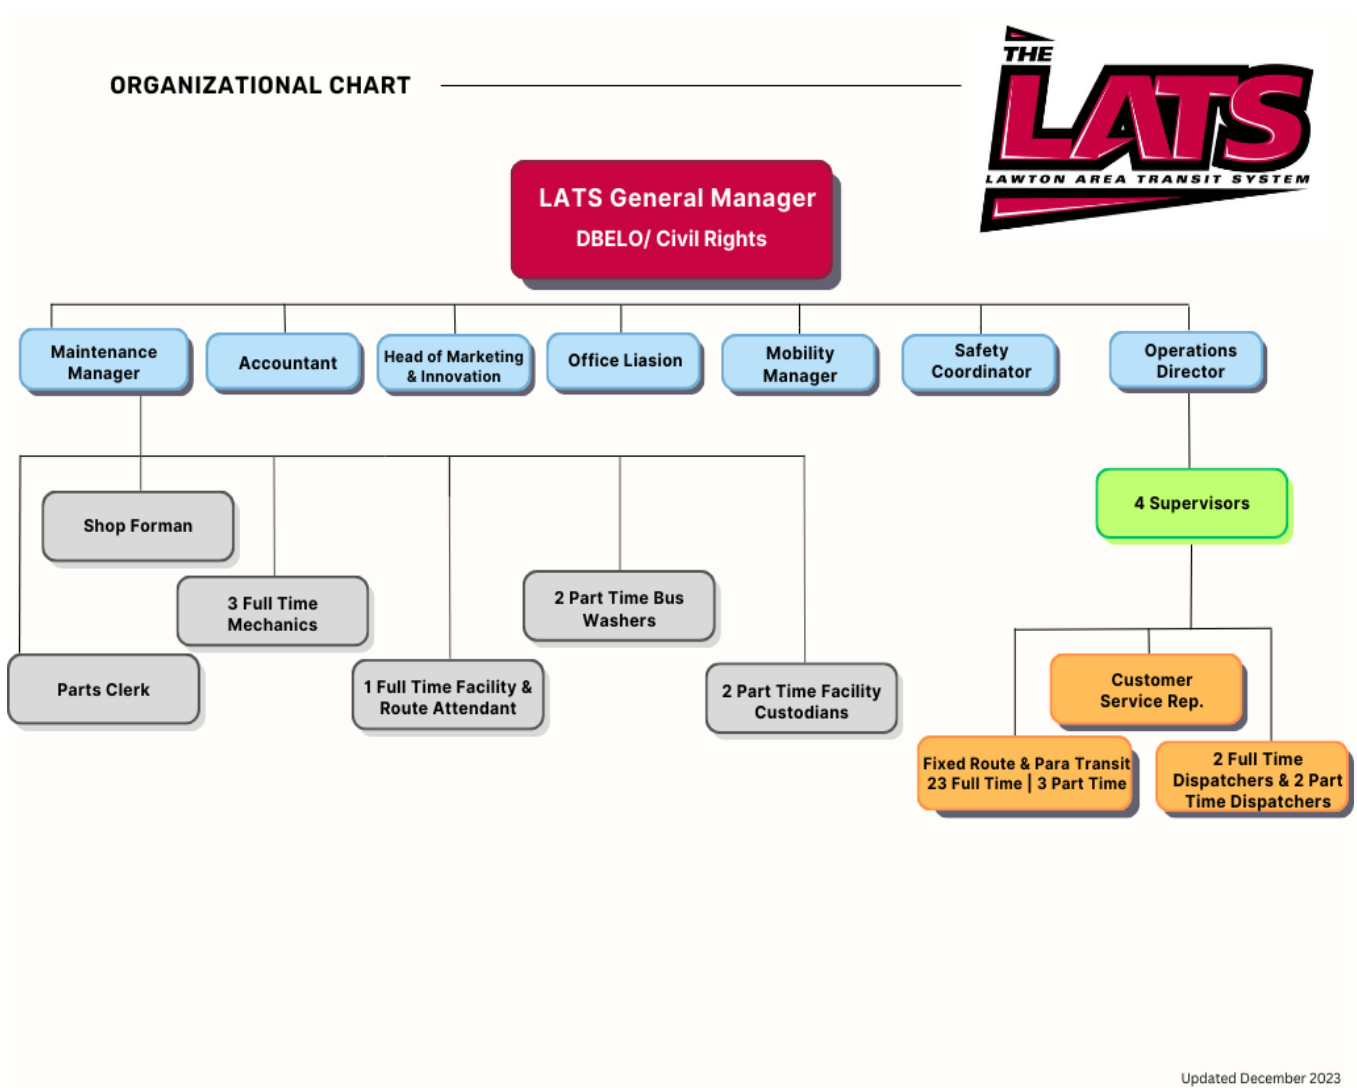 ORGANIZATIONAL CHART
THE
LATS
LAWTON AREA TRANSIT SYSTEM
LATS General Manager
DBELO/ Civil Rights
Maintenance
Manager
Accountant
Head of Marketing
& Innovation
Office Liasion
Mobility
Manager
Safety
Coordinator
Operations
Director
Shop Forman
3 Full Time
Mechanics
Parts Clerk
1 Full Time Facility &
Route Attendant
2 Part Time Bus
Washers
2 Part Time Facility
Custodians
4 Supervisors
Customer
Service Rep.
Fixed Route & Para Transit
23 Full Time | 3 Part Time
2 Full Time
Dispatchers & 2 Part
Time Dispatchers
Updated December 2023